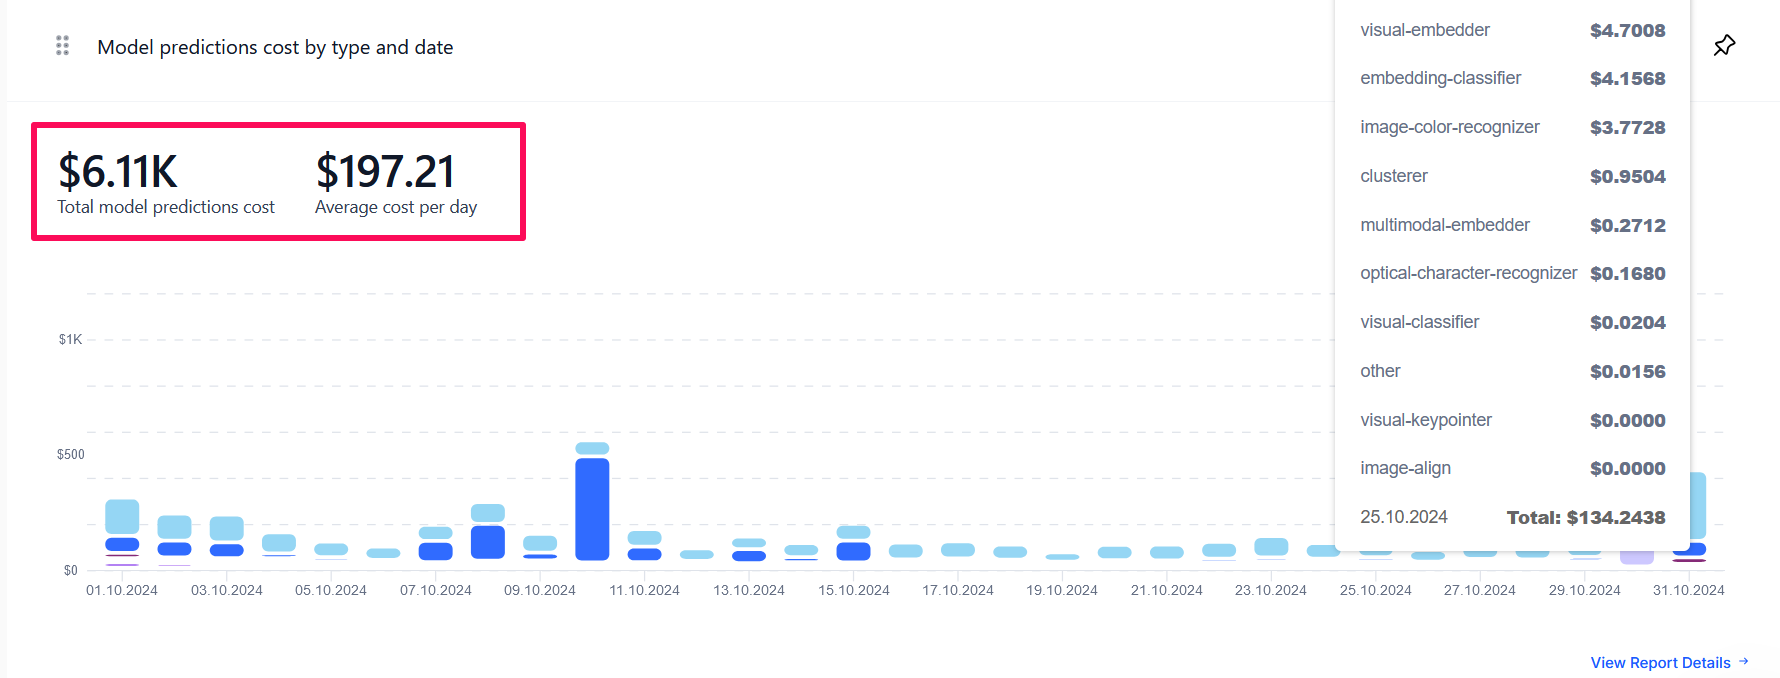 Model predictions cost by type and date
$6.11K
Total model predictions cost
$197.21
Average cost per day
$1K
$500
$0
01.10.2024 03.10.2024 05.10.2024 07.10.2024 09.10.2024 11.10.2024 13.10.2024 15.10.2024 17.10.2024 19.10.2024 21.10.2024 23.10.2024 25.10.2024 27.10.2024 29.10.2024 31.10.2024
visual-embedder $4.7008
embedding-classifier $4.1568
image-color-recognizer $3.7728
clusterer $0.9504
multimodal-embedder $0.2712
optical-character-recognizer $0.1680
visual-classifier $0.0204
other $0.0156
visual-keypointer $0.0000
image-align $0.0000
25.10.2024 Total: $134.2438
View Report Details